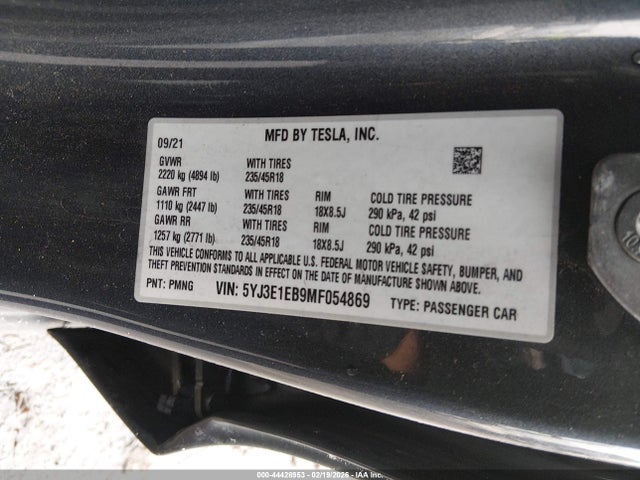 09/21 MFD BY TESLA, INC.
GVWR WITH TIRES
2220 kg (4894 lb) 235/45R18
GAWR FRT WITH TIRES RIM COLD TIRE PRESSURE
1110 kg (2447 lb) 235/45R18 18X8.5J 290 kPa, 42 psi
GAWR RR WITH TIRES RIM COLD TIRE PRESSURE
1257 kg (2771 lb) 235/45R18 18X8.5J 290 kPa, 42 psi
THIS VEHICLE CONFORMS TO ALL APPLICABLE U.S. FEDERAL MOTOR VEHICLE SAFETY, BUMPER, AND
THEFT PREVENTION STANDARDS IN EFFECT ON THE DATE OF MANUFACTURE SHOWN ABOVE.
PNT: PMNG VIN: 5YJ3E1EB9MF054869 TYPE: PASSENGER CAR
000-44428953 02/19/2026 Copyright 2026 IAA, LLC